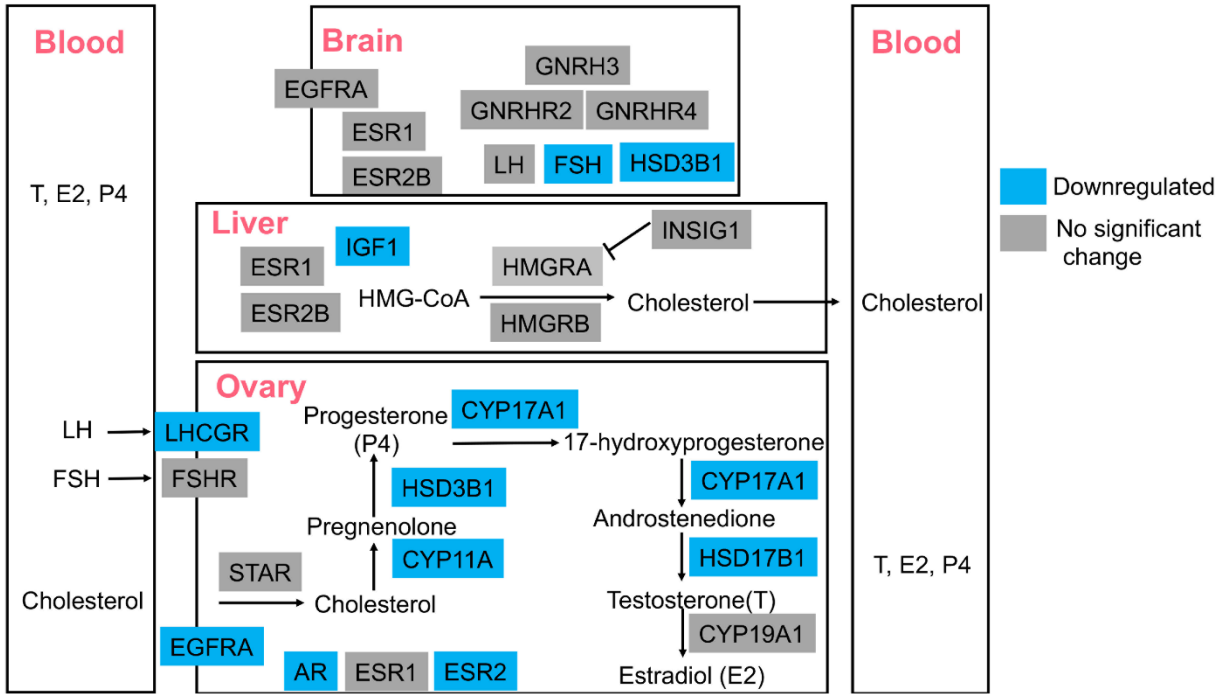 Blood
T, E2, P4
LH
FSH
Cholesterol
Brain
EGFRA
ESR1
ESR2B
GNRH3
GNRHR2
GNRHR4
LH
FSH
HSD3B1
Liver
ESR1
ESR2B
IGF1
HMG-CoA
HMGRA
HMGRB
INSIG1
Cholesterol
Ovary
LHCGR
FSHR
STAR
EGFRA
Progesterone
(P4)
CYP17A1
17-hydroxyprogesterone
HSD3B1
CYP17A1
Pregnenolone
Androstenedione
CYP11A
HSD17B1
Cholesterol
Testosterone(T)
CYP19A1
Estradiol (E2)
AR
ESR1
ESR2
Blood
Cholesterol
T, E2, P4
Downregulated
No significant
change